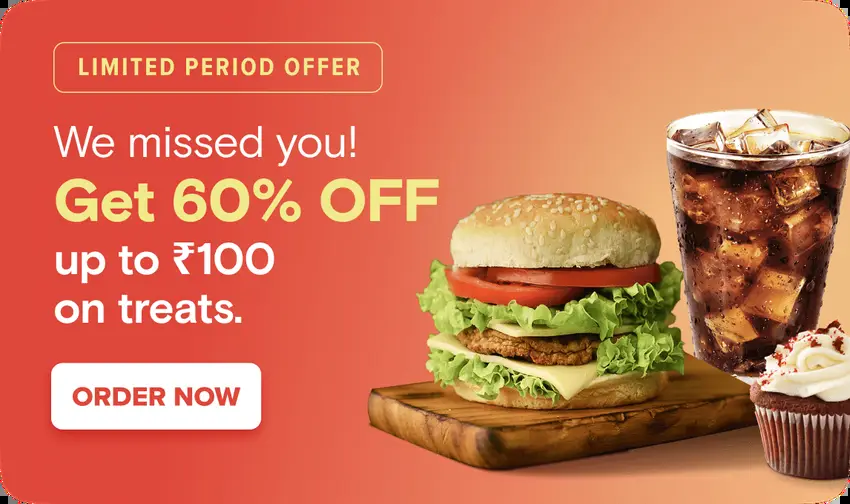 LIMITED PERIOD OFFER
We missed you!
Get 60% OFF
up to ₹100
on treats.
ORDER NOW